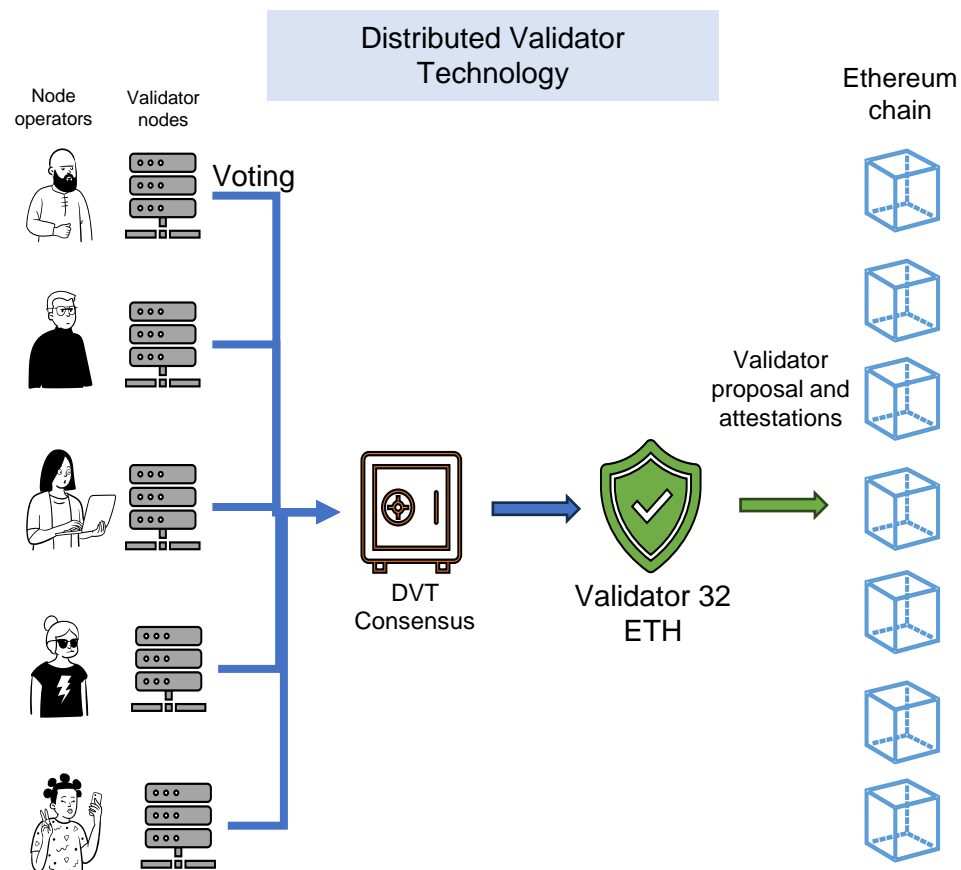 Distributed Validator
Technology
Node
operators
Validator
nodes
Ethereum
chain
Voting
Validator
proposal and
attestations
DVT
Consensus
Validator 32
ETH